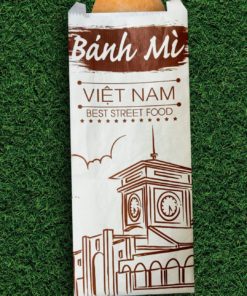 Bánh Mì
VIỆT NAM
BEST STREET FOOD